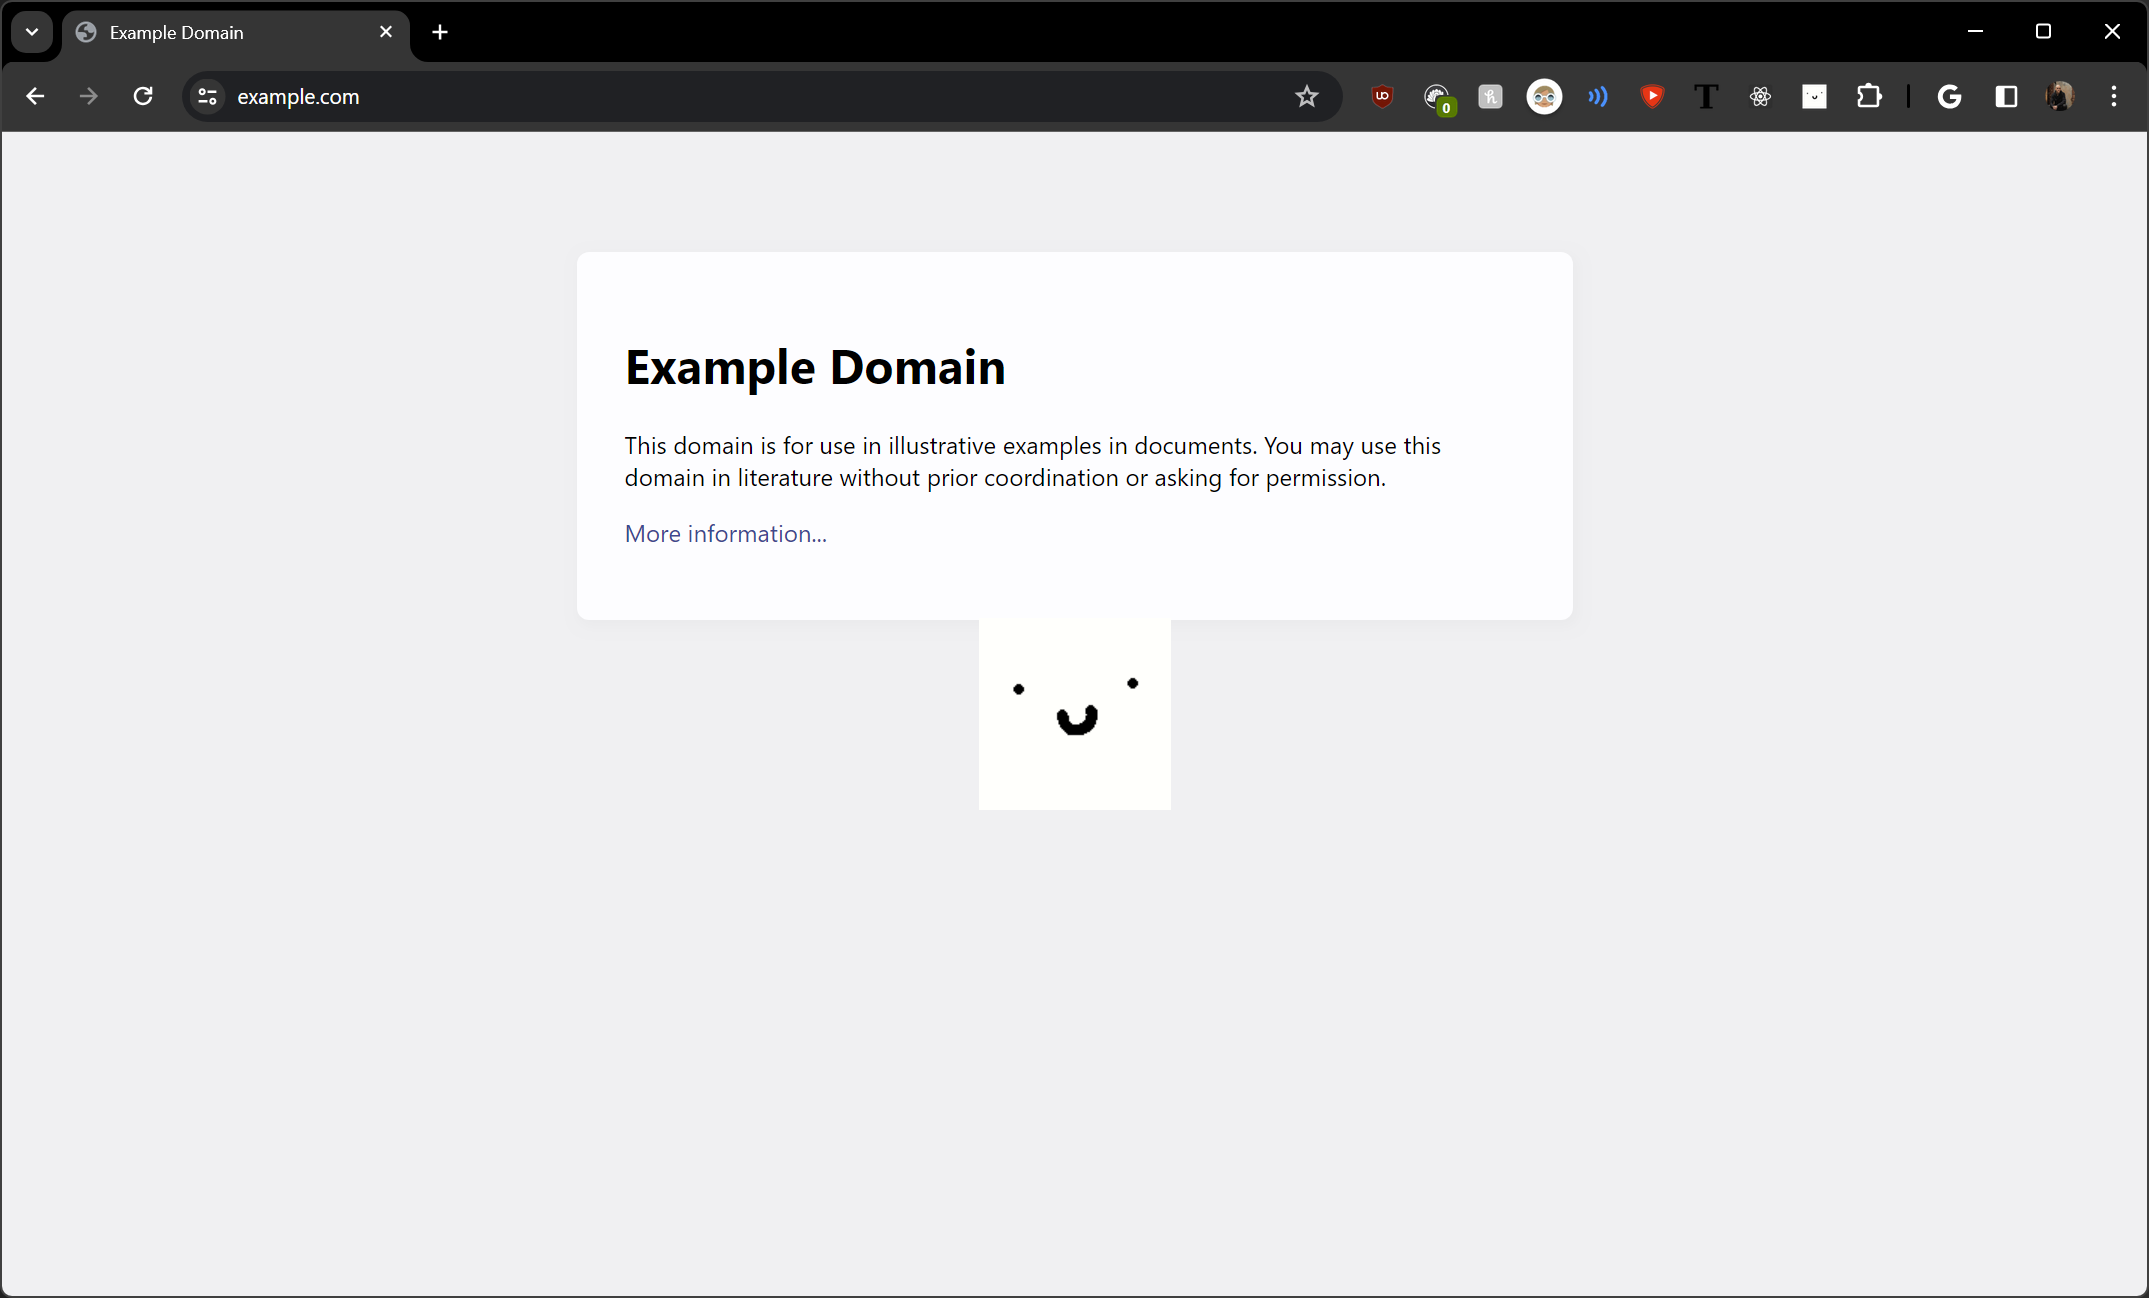 Example Domain
example.com
0
T
Example Domain
This domain is for use in illustrative examples in documents. You may use this
domain in literature without prior coordination or asking for permission.
More information...